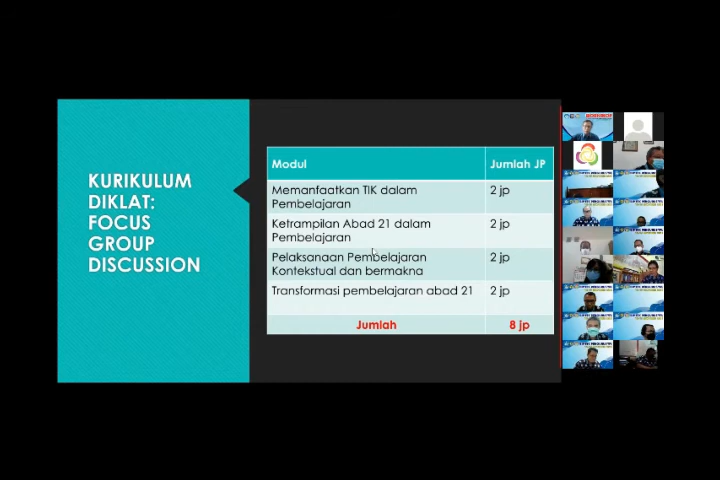 KURIKULUM
DIKLAT:
FOCUS
GROUP
DISCUSSION
Modul Jumlah JP
Memanfaatkan TIK dalam 2 jp
Pembelajaran
Ketrampilan Abad 21 dalam 2 jp
Pembelajaran
Pelaksanaan Pembelajaran 2 jp
Kontekstual dan bermakna
Transformasi pembelajaran abad 21 2 jp
Jumlah 8 jp